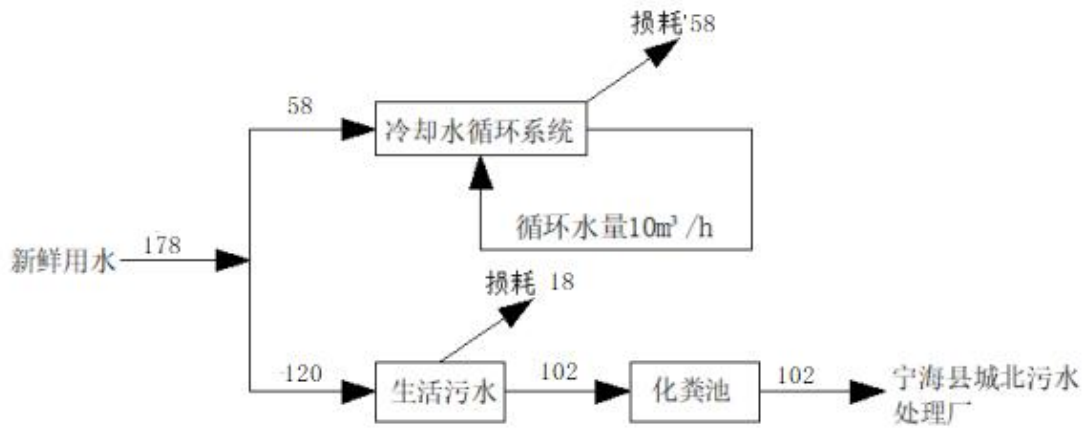 损耗 58
58
冷却水循环系统
循环水量10m³/h
新鲜用水
178
损耗 18
120
生活污水
102
化粪池
102
宁海县城北污水
处理厂